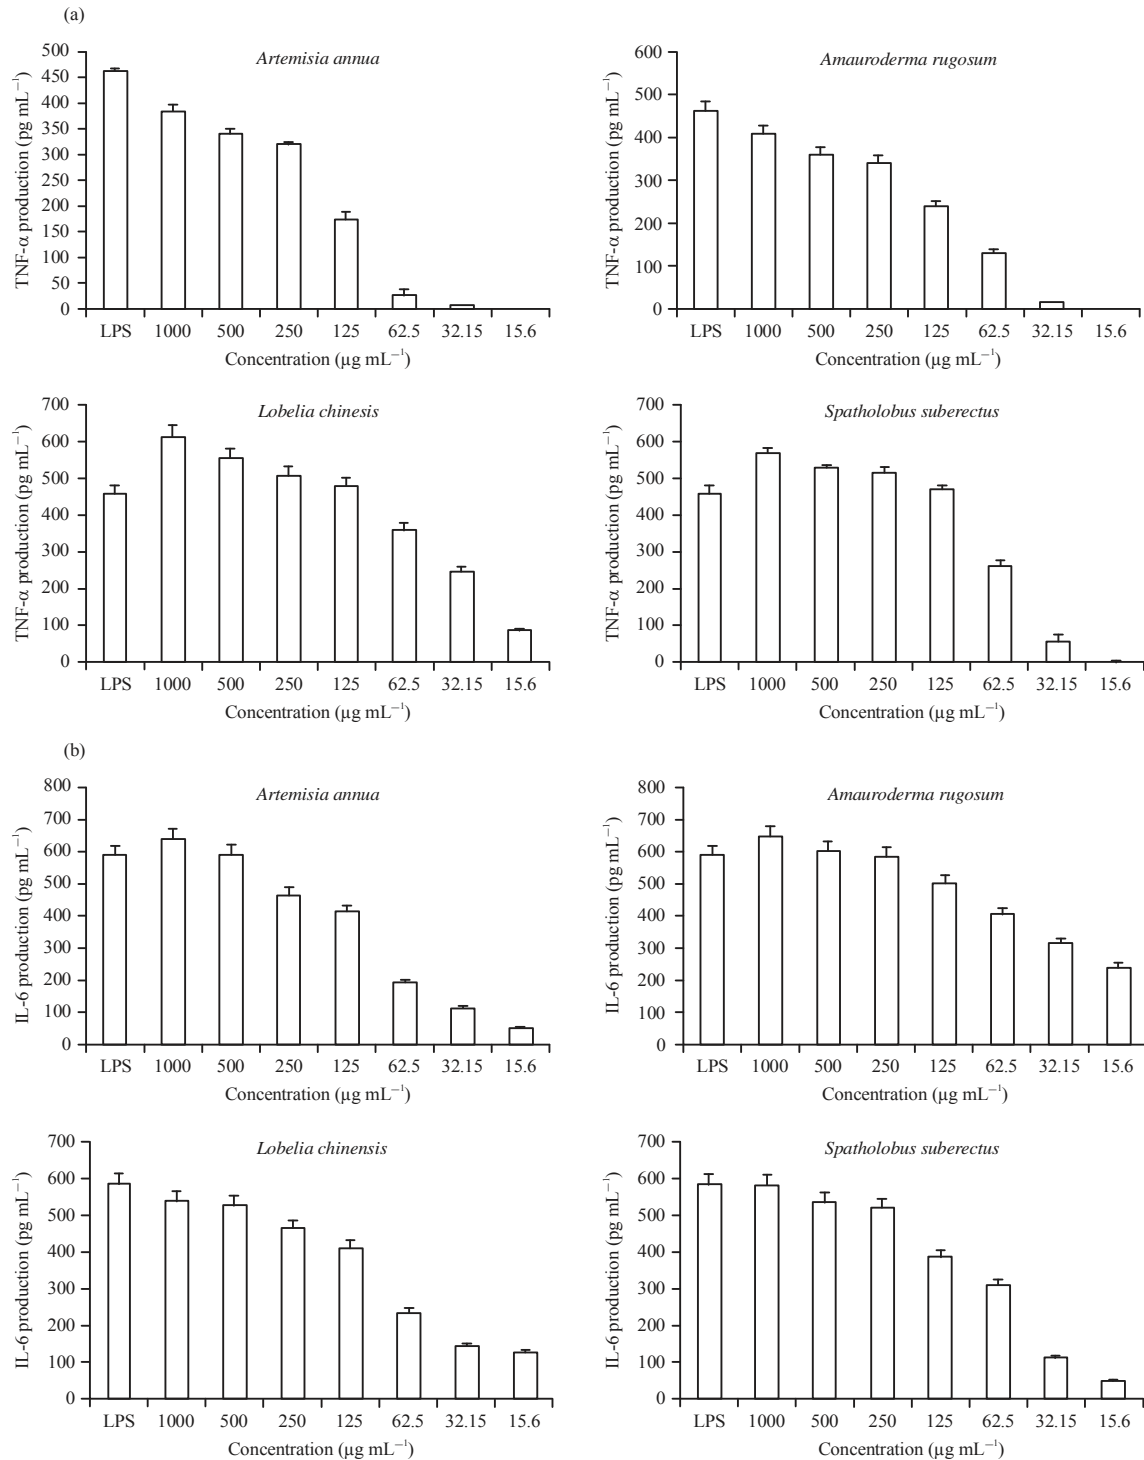 (a)
Artemisia annua
TNF-α production (pg mL⁻¹)
500
450
400
350
300
250
200
150
100
50
0
LPS 1000 500 250 125 62.5 32.15 15.6
Concentration (µg mL⁻¹)
Amauroderma rugosum
TNF-α production (pg mL⁻¹)
600
500
400
300
200
100
0
LPS 1000 500 250 125 62.5 32.15 15.6
Concentration (µg mL⁻¹)
Lobelia chinesis
TNF-α production (pg mL⁻¹)
700
600
500
400
300
200
100
0
LPS 1000 500 250 125 62.5 32.15 15.6
Concentration (µg mL⁻¹)
Spatholobus suberectus
TNF-α production (pg mL⁻¹)
700
600
500
400
300
200
100
0
LPS 1000 500 250 125 62.5 32.15 15.6
Concentration (µg mL⁻¹)
(b)
Artemisia annua
IL-6 production (pg mL⁻¹)
800
700
600
500
400
300
200
100
0
LPS 1000 500 250 125 62.5 32.15 15.6
Concentration (µg mL⁻¹)
Amauroderma rugosum
IL-6 production (pg mL⁻¹)
800
700
600
500
400
300
200
100
0
LPS 1000 500 250 125 62.5 32.15 15.6
Concentration (µg mL⁻¹)
Lobelia chinensis
IL-6 production (pg mL⁻¹)
700
600
500
400
300
200
100
0
LPS 1000 500 250 125 62.5 32.15 15.6
Concentration (µg mL⁻¹)
Spatholobus suberectus
IL-6 production (pg mL⁻¹)
700
600
500
400
300
200
100
0
LPS 1000 500 250 125 62.5 32.15 15.6
Concentration (µg mL⁻¹)